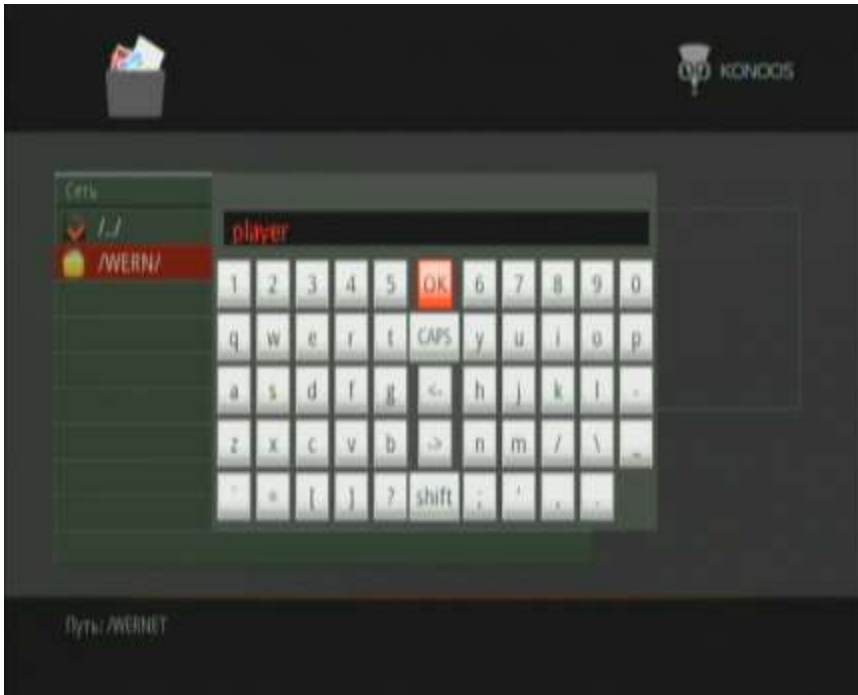 KONOOS
Сеть
/../
/WERN/
player
1 2 3 4 5 OK 6 7 8 9 0
q w e r t CAPS y u i o p
a s d f g <- h j k l -
z x c v b -> n m / \ _
` = [ ] ? shift ; ' , .
Путь: /WERNET